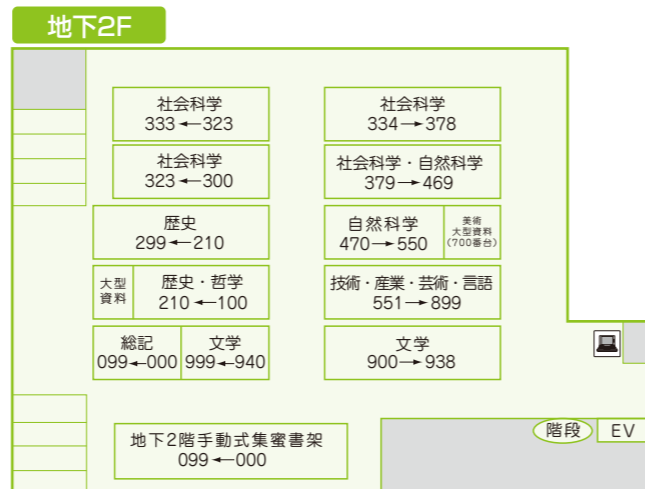 地下2F
社会科学
333←323
社会科学
334→378
社会科学
323←300
社会科学・自然科学
379→469
歴史
299←210
自然科学
470→550
美術
大型資料
(700番台)
大型
資料
歴史・哲学
210←100
技術・産業・芸術・言語
551→899
総記
099←000
文学
999←940
文学
900→938
地下2階手動式集蜜書架
099←000
階段
EV